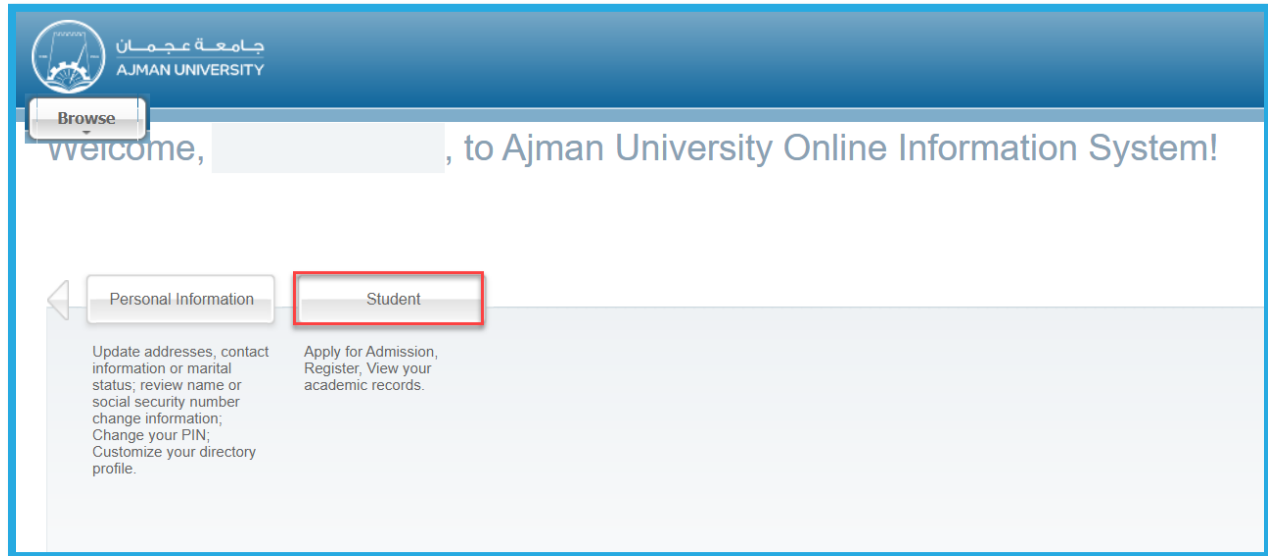 جامعة عجمان
AJMAN UNIVERSITY
Browse
Welcome, , to Ajman University Online Information System!
Personal Information
Student
Update addresses, contact
information or marital
status; review name or
social security number
change information;
Change your PIN;
Customize your directory
profile.
Apply for Admission,
Register, View your
academic records.